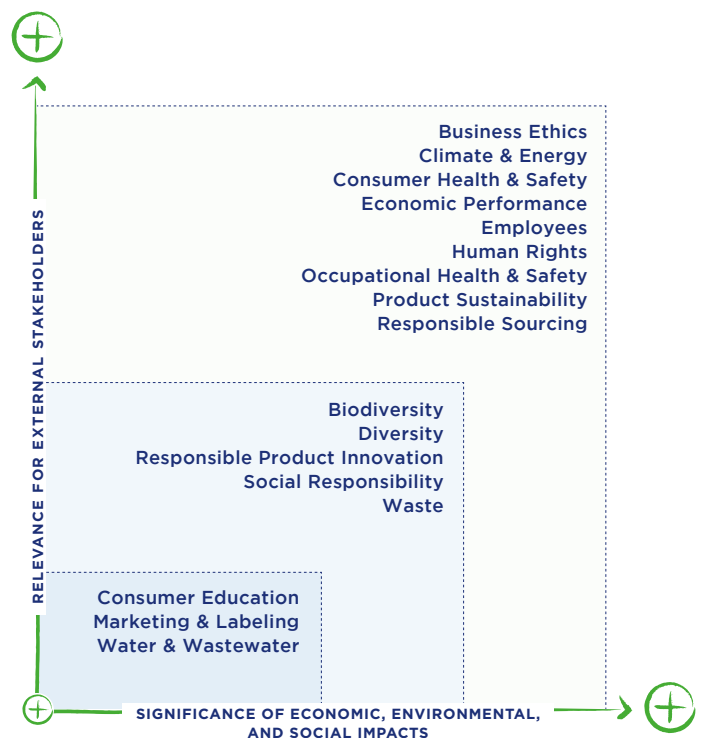 Business Ethics
Climate & Energy
Consumer Health & Safety
Economic Performance
Employees
Human Rights
Occupational Health & Safety
Product Sustainability
Responsible Sourcing
RELEVANCE FOR EXTERNAL STAKEHOLDERS
Biodiversity
Diversity
Responsible Product Innovation
Social Responsibility
Waste
Consumer Education
Marketing & Labeling
Water & Wastewater
SIGNIFICANCE OF ECONOMIC, ENVIRONMENTAL,
AND SOCIAL IMPACTS